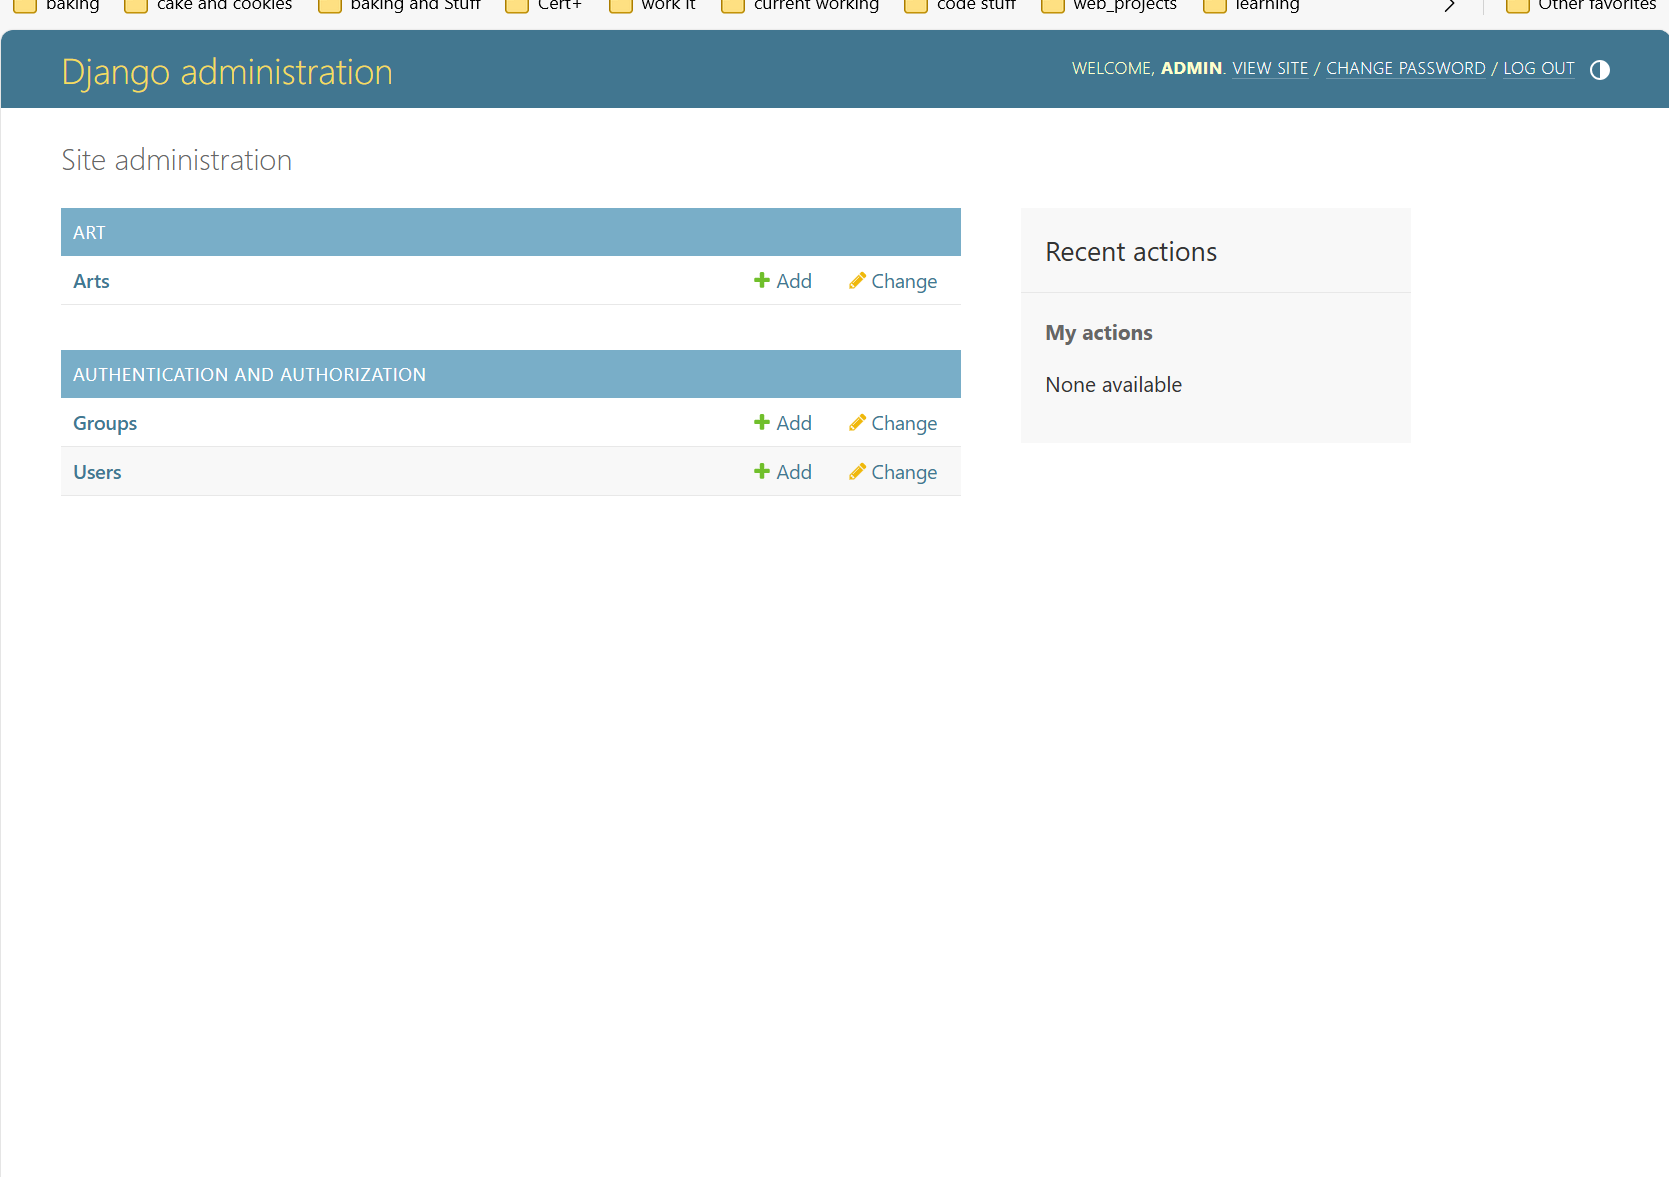 baking cake and cookies baking and Stuff Cert+ work it current working code stuff web_projects learning Other favorites
Django administration
WELCOME, ADMIN. VIEW SITE / CHANGE PASSWORD / LOG OUT
Site administration
ART
Arts Add Change
AUTHENTICATION AND AUTHORIZATION
Groups Add Change
Users Add Change
Recent actions
My actions
None available